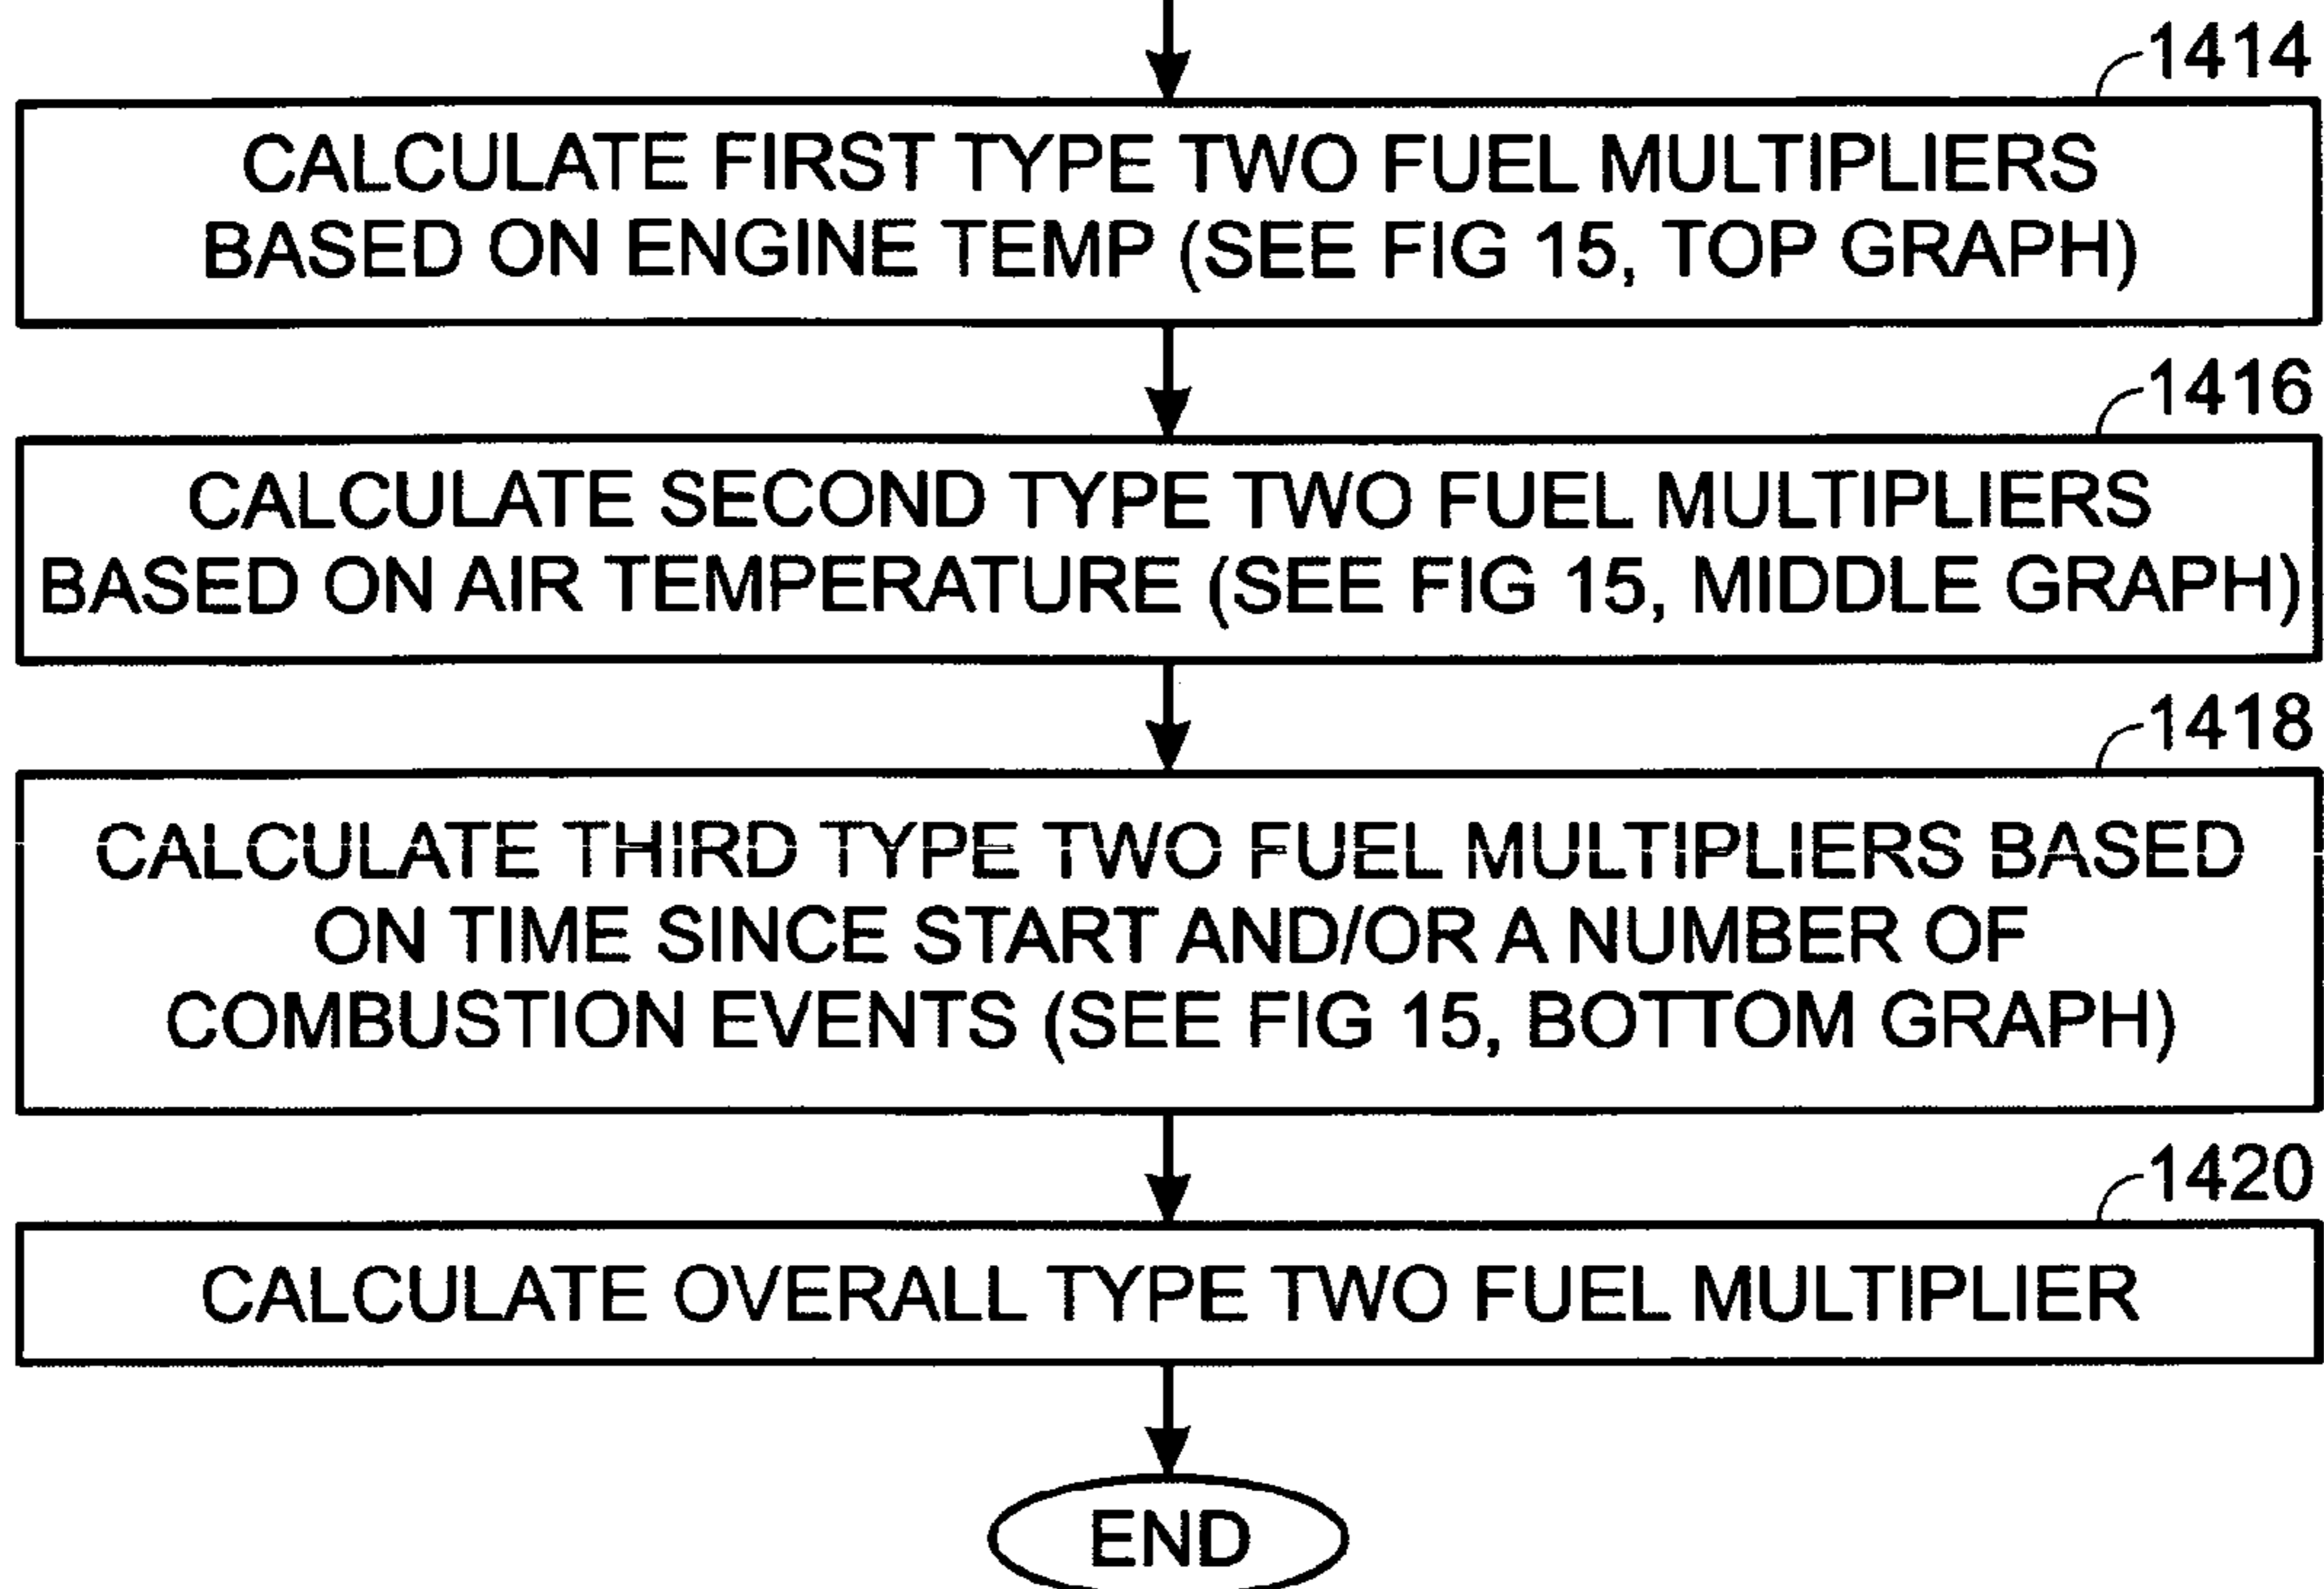 1414
CALCULATE FIRST TYPE TWO FUEL MULTIPLIERS
BASED ON ENGINE TEMP (SEE FIG 15, TOP GRAPH)
1416
CALCULATE SECOND TYPE TWO FUEL MULTIPLIERS
BASED ON AIR TEMPERATURE (SEE FIG 15, MIDDLE GRAPH)
1418
CALCULATE THIRD TYPE TWO FUEL MULTIPLIERS BASED
ON TIME SINCE START AND/OR A NUMBER OF
COMBUSTION EVENTS (SEE FIG 15, BOTTOM GRAPH)
1420
CALCULATE OVERALL TYPE TWO FUEL MULTIPLIER
END